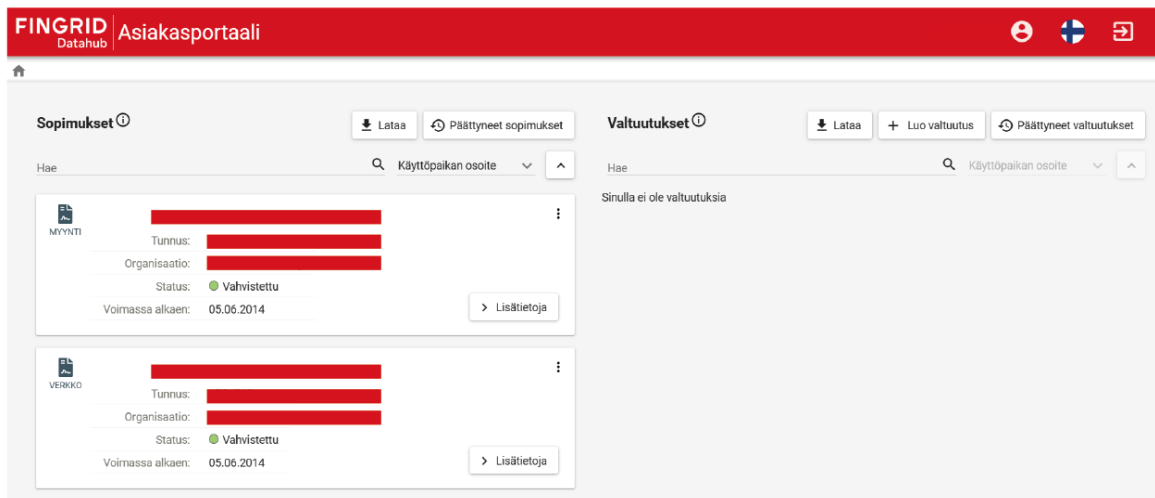 FINGRID
Datahub
Asiakasportaali
Sopimukset
Lataa
Päättyneet sopimukset
Hae
Käyttöpaikan osoite
MYYNTI
Tunnus:
Organisaatio:
Status: Vahvistettu
Voimassa alkaen: 05.06.2014
Lisätietoja
VERKKO
Tunnus:
Organisaatio:
Status: Vahvistettu
Voimassa alkaen: 05.06.2014
Lisätietoja
Valtuutukset
Lataa
+ Luo valtuutus
Päättyneet valtuutukset
Hae
Käyttöpaikan osoite
Sinulla ei ole valtuutuksia